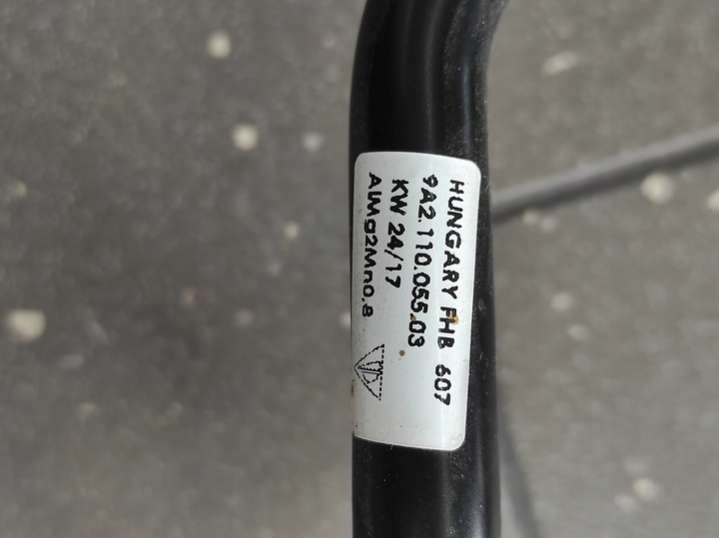 HUNGARY FHB 607
9A2.110.055.03
KW 24/17
AlMg2Mn0.8